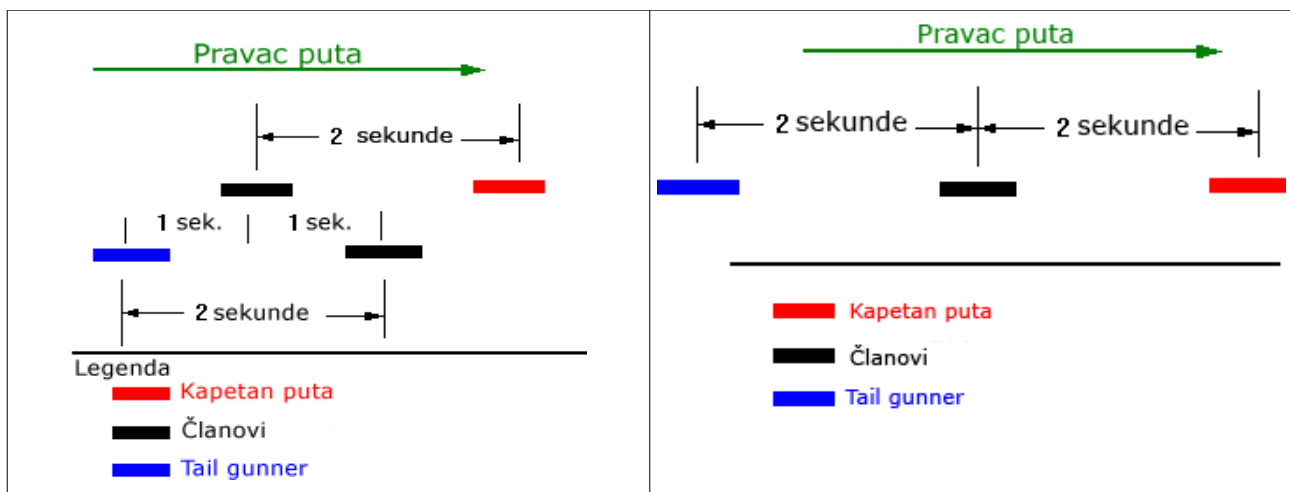 Pravac puta
2 sekunde
1 sek.
1 sek.
2 sekunde
Legenda
Kapetan puta
Članovi
Tail gunner
Pravac puta
2 sekunde
2 sekunde
Kapetan puta
Članovi
Tail gunner